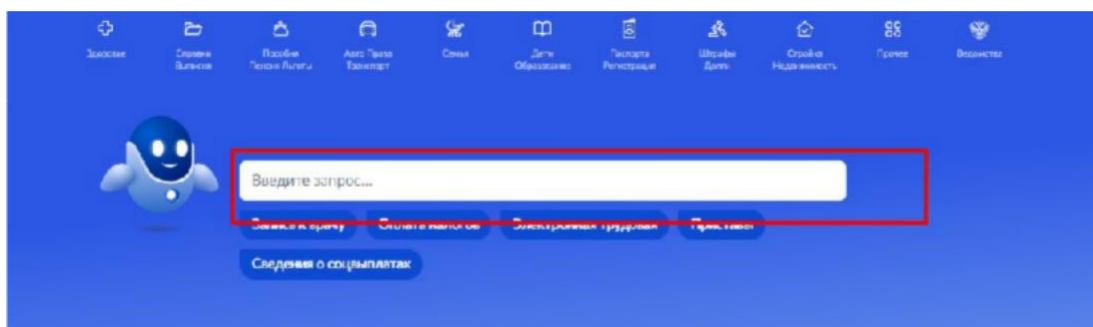 Здоровье
Справки
Выписки
Пособия
Пенсия Льготы
Авто Права
Транспорт
Семья
Дети
Образование
Паспорта
Регистрация
Штрафы
Долги
Стройка
Недвижимость
Прочее
Ведомства
Введите запрос...
Запись к врачу
Оплата налогов
Электронная трудовая
Приставы
Сведения о соцвыплатах